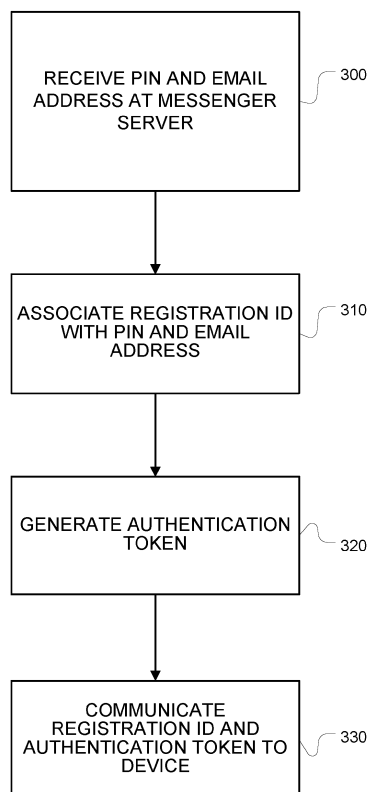 RECEIVE PIN AND EMAIL
ADDRESS AT MESSENGER
SERVER
300
ASSOCIATE REGISTRATION ID
WITH PIN AND EMAIL
ADDRESS
310
GENERATE AUTHENTICATION
TOKEN
320
COMMUNICATE
REGISTRATION ID AND
AUTHENTICATION TOKEN TO
DEVICE
330